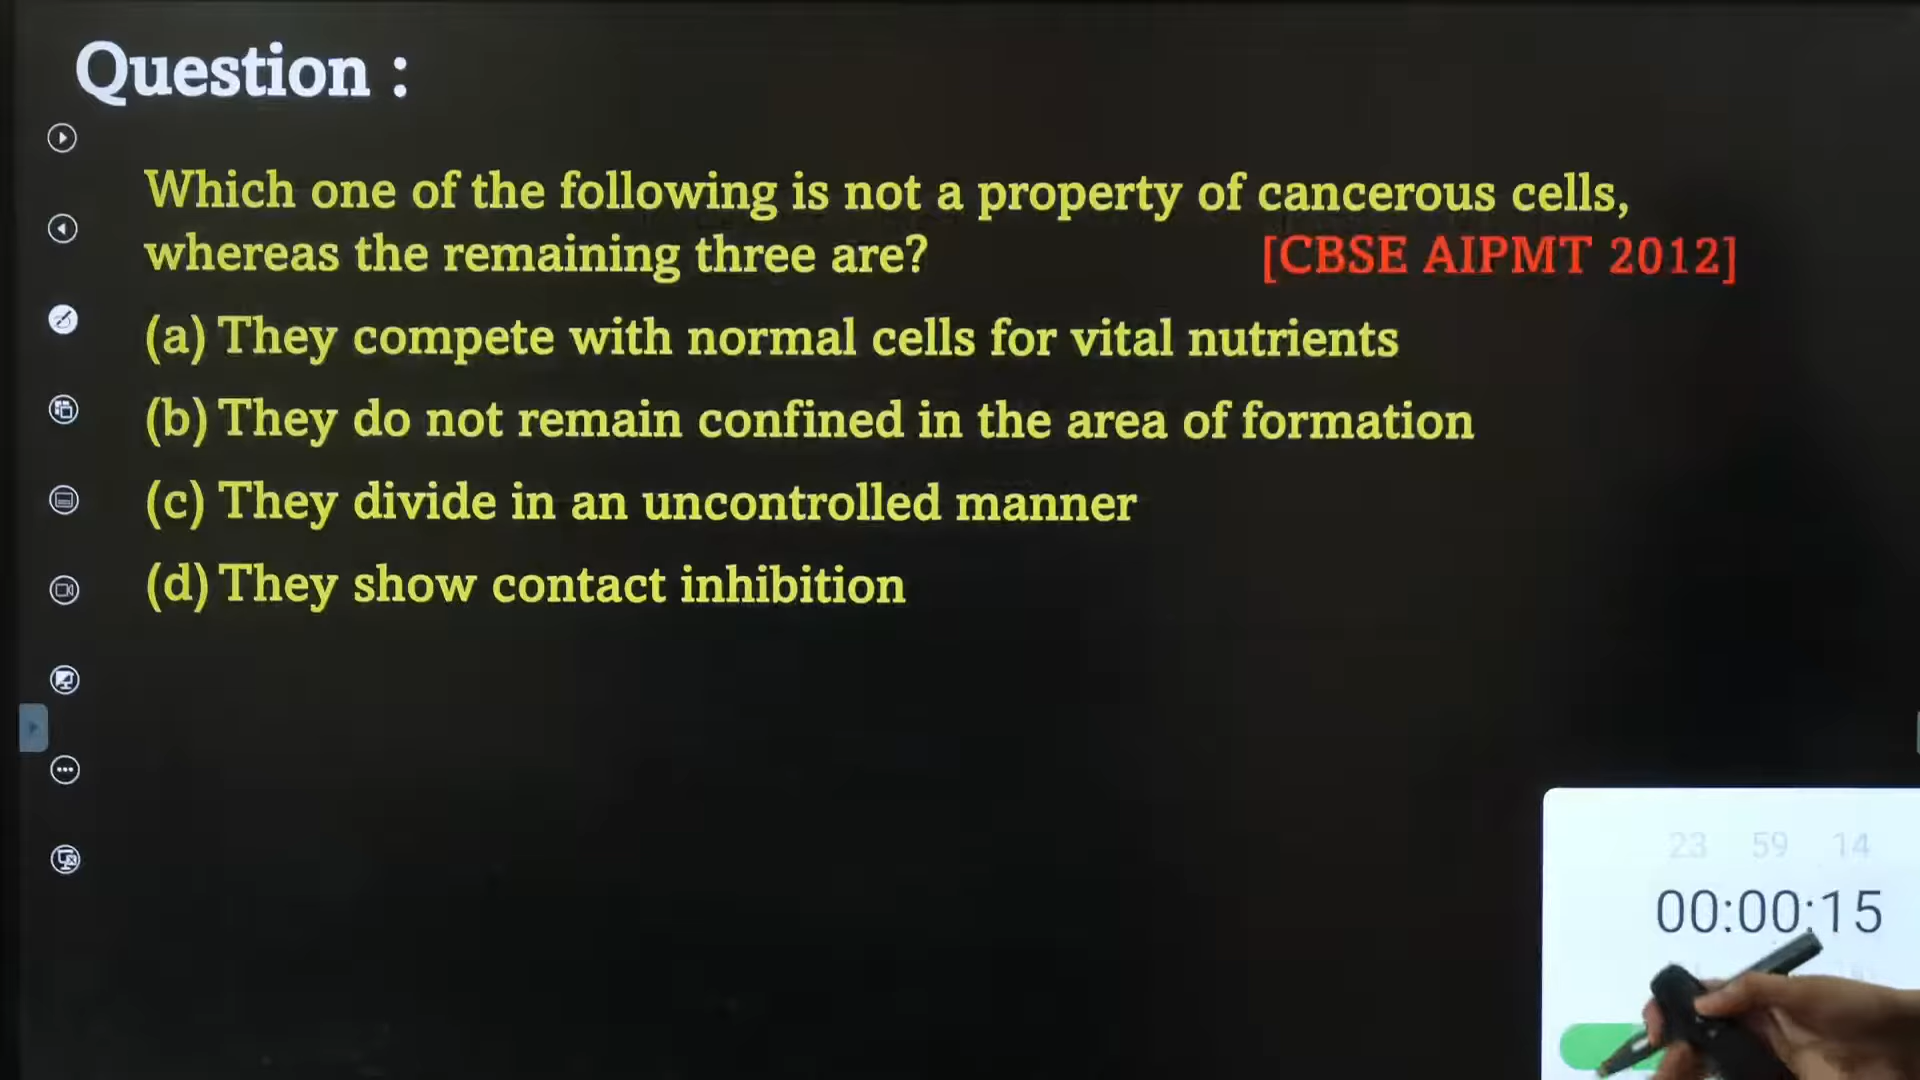 Question :
Which one of the following is not a property of cancerous cells,
whereas the remaining three are? [CBSE AIPMT 2012]
(a) They compete with normal cells for vital nutrients
(b) They do not remain confined in the area of formation
(c) They divide in an uncontrolled manner
(d) They show contact inhibition
23 59 14
00:00:15